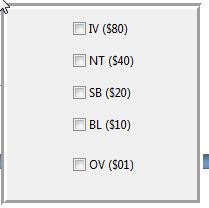 IV ($80)
NT ($40)
SB ($20)
BL ($10)
OV ($01)